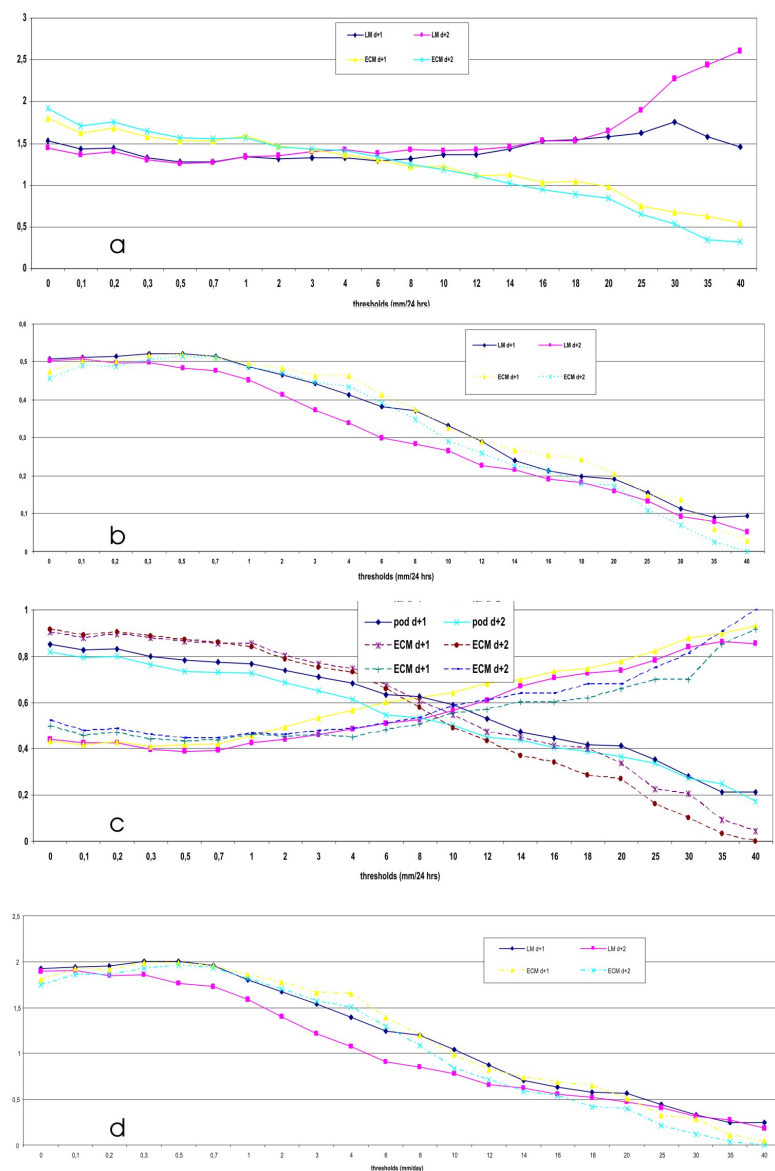 3
LM d+1 LM d+2
2,5
ECM d+1 ECM d+2
2
1,5
1
0,5
a
0
0 0,1 0,2 0,3 0,5 0,7 1 2 3 4 6 8 10 12 14 16 18 20 25 30 35 40
thresholds (mm/24 hrs)
0,6
LM d+1 LM d+2
0,5
ECM d+1 ECM d+2
0,4
0,3
0,2
0,1
b
0
0 0,1 0,2 0,3 0,5 0,7 1 2 3 4 6 8 10 12 14 16 18 20 25 30 35 40
thresholds (mm/24 hrs)
1
pod d+1 pod d+2
ECM d+1 ECM d+2
ECM d+1 ECM d+2
0,8
0,6
0,4
0,2
c
0
0 0,1 0,2 0,3 0,5 0,7 1 2 3 4 6 8 10 12 14 16 18 20 25 30 35 40
thresholds (mm/24 hrs)
2,5
LM d+1 LM d+2
ECM d+1 ECM d+2
2
1,5
1
0,5
d
0
0 0,1 0,2 0,3 0,5 0,7 1 2 3 4 6 8 10 12 14 16 18 20 25 30 35 40
thresholds (mm/day)